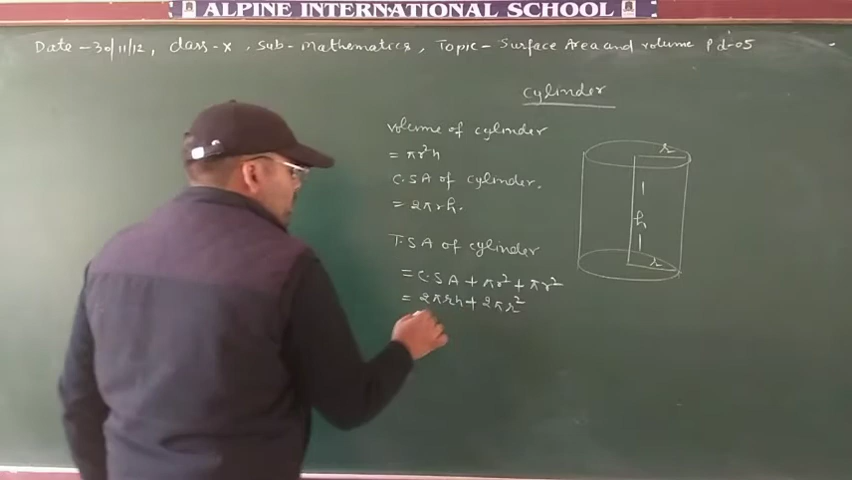 ALPINE INTERNATIONAL SCHOOL
Date - 30/11/12, class - X, Sub - Mathematics, Topic - Surface Area and volume Pd - 05
cylinder
volume of cylinder
= πr²h
C.S.A of cylinder.
= 2πrh.
T.S.A of cylinder
= C.S.A + πr² + πr²
= 2πrh + 2πr²
r
h
r